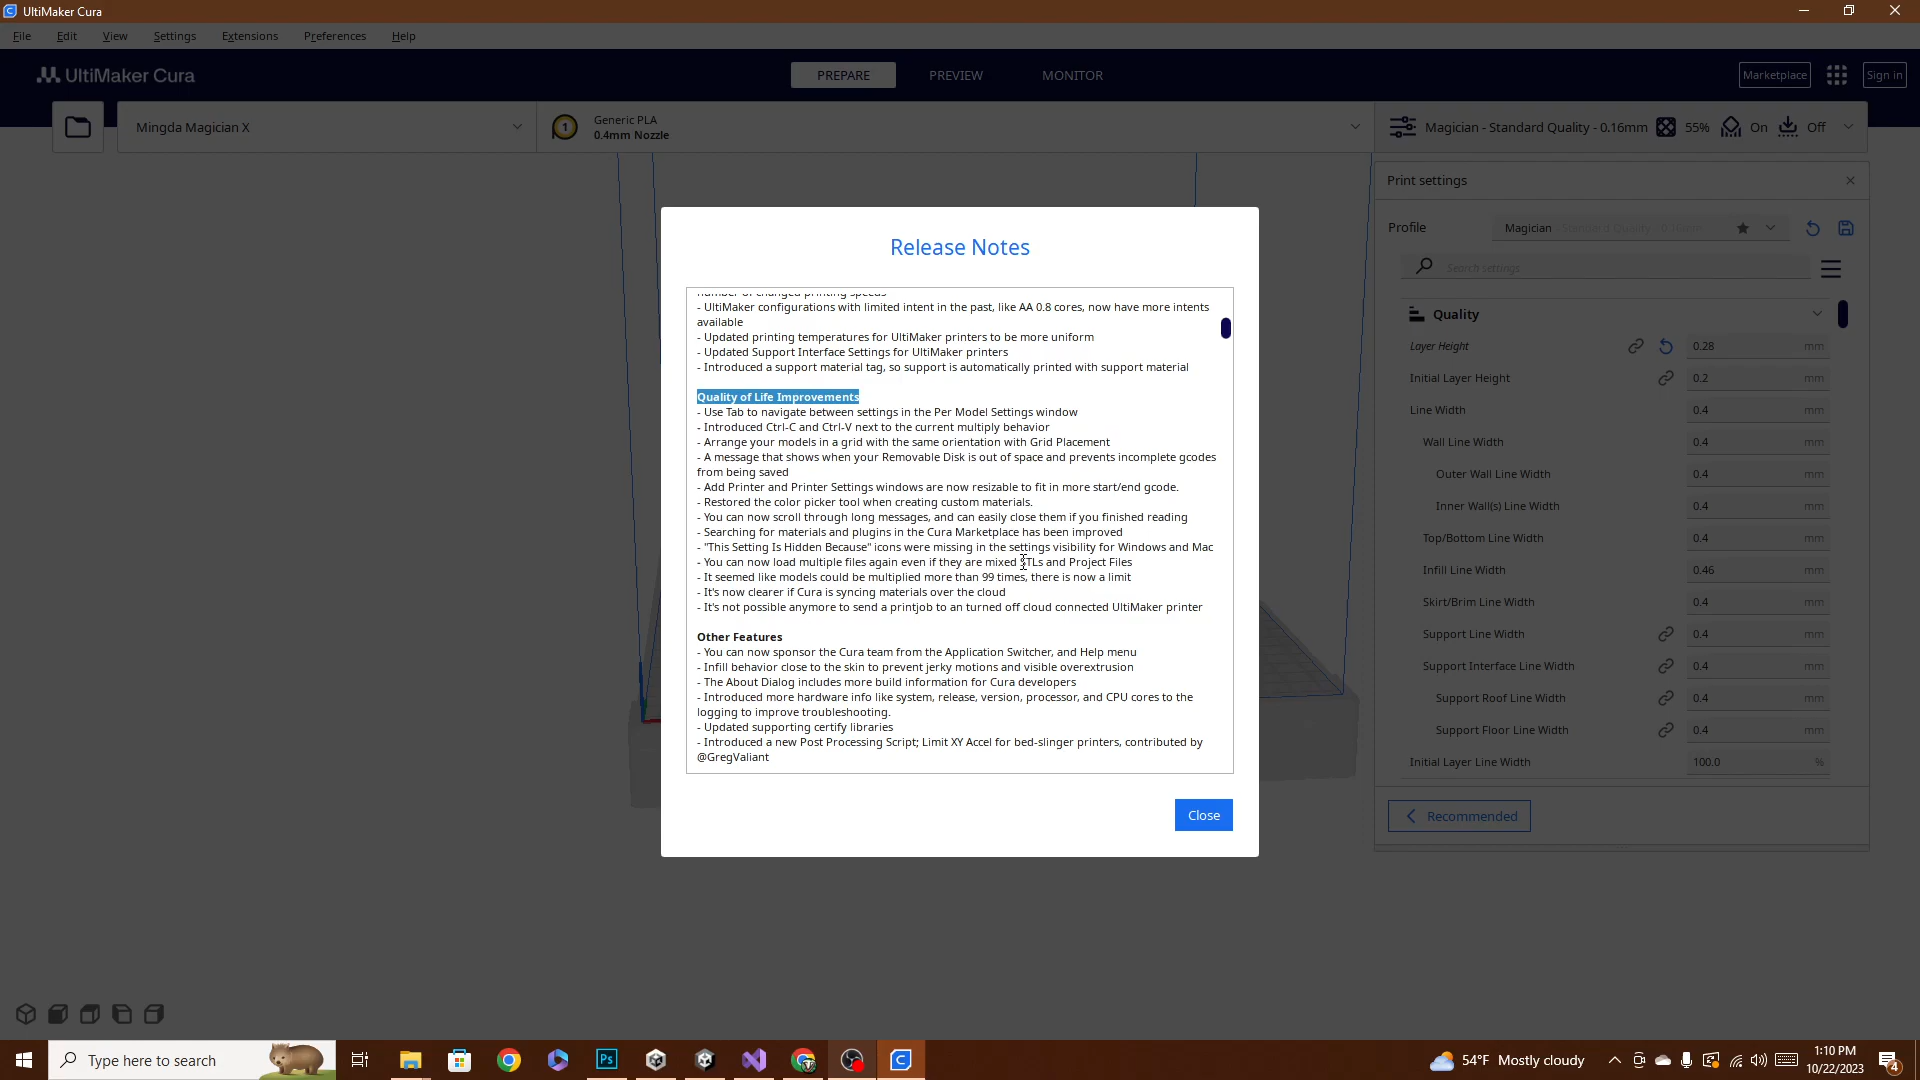 UltiMaker Cura
File Edit View Settings Extensions Preferences Help
UltiMaker Cura
PREPARE PREVIEW MONITOR
Marketplace Sign in
Mingda Magician X
1 Generic PLA
0.4mm Nozzle
Magician - Standard Quality - 0.16mm 55% On Off
Print settings
Profile Magician - Standard Quality - 0.16mm
Search settings
Quality
Layer Height 0.28 mm
Initial Layer Height 0.2 mm
Line Width 0.4 mm
Wall Line Width 0.4 mm
Outer Wall Line Width 0.4 mm
Inner Wall(s) Line Width 0.4 mm
Top/Bottom Line Width 0.4 mm
Infill Line Width 0.46 mm
Skirt/Brim Line Width 0.4 mm
Support Line Width 0.4 mm
Support Interface Line Width 0.4 mm
Support Roof Line Width 0.4 mm
Support Floor Line Width 0.4 mm
Initial Layer Line Width 100.0 %
Recommended
Release Notes
number of changed printing speeds
- UltiMaker configurations with limited intent in the past, like AA 0.8 cores, now have more intents
available
- Updated printing temperatures for UltiMaker printers to be more uniform
- Updated Support Interface Settings for UltiMaker printers
- Introduced a support material tag, so support is automatically printed with support material
Quality of Life Improvements
- Use Tab to navigate between settings in the Per Model Settings window
- Introduced Ctrl-C and Ctrl-V next to the current multiply behavior
- Arrange your models in a grid with the same orientation with Grid Placement
- A message that shows when your Removable Disk is out of space and prevents incomplete gcodes
from being saved
- Add Printer and Printer Settings windows are now resizable to fit in more start/end gcode.
- Restored the color picker tool when creating custom materials.
- You can now scroll through long messages, and can easily close them if you finished reading
- Searching for materials and plugins in the Cura Marketplace has been improved
- "This Setting Is Hidden Because" icons were missing in the settings visibility for Windows and Mac
- You can now load multiple files again even if they are mixed STLs and Project Files
- It seemed like models could be multiplied more than 99 times, there is now a limit
- It's now clearer if Cura is syncing materials over the cloud
- It's not possible anymore to send a printjob to an turned off cloud connected UltiMaker printer
Other Features
- You can now sponsor the Cura team from the Application Switcher, and Help menu
- Infill behavior close to the skin to prevent jerky motions and visible overextrusion
- The About Dialog includes more build information for Cura developers
- Introduced more hardware info like system, release, version, processor, and CPU cores to the
logging to improve troubleshooting.
- Updated supporting certify libraries
- Introduced a new Post Processing Script; Limit XY Accel for bed-slinger printers, contributed by
@GregValiant
Close
Type here to search
Ps
54°F Mostly cloudy
1:10 PM
10/22/2023
4